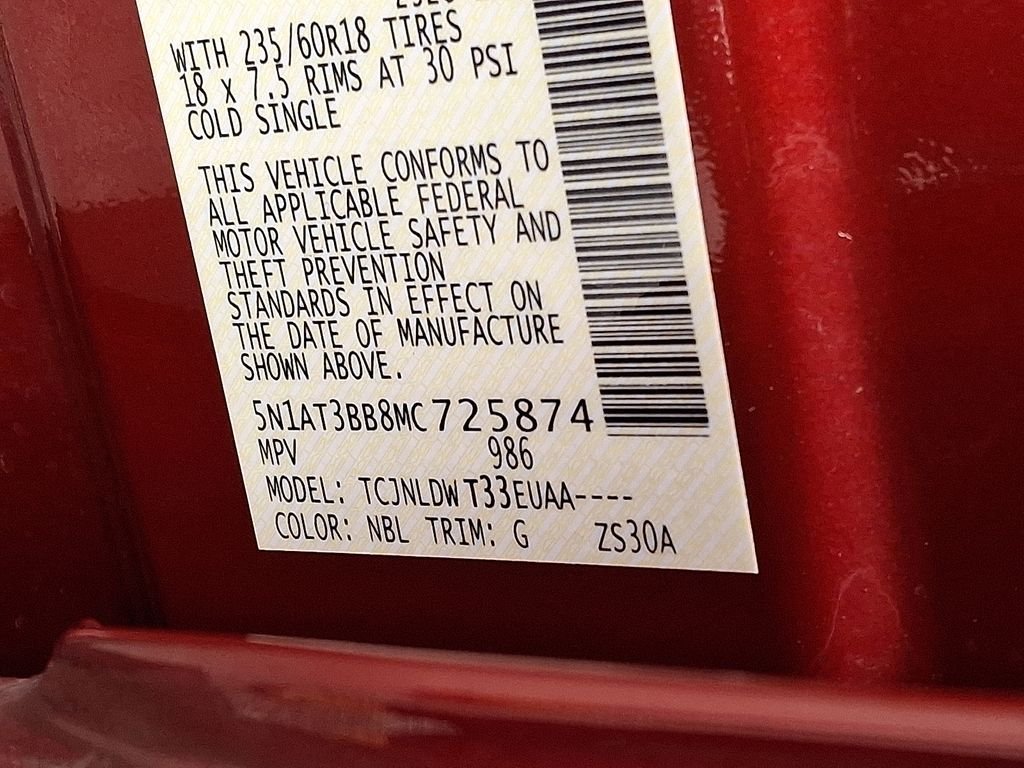 WITH 235/60R18 TIRES
18 x 7.5 RIMS AT 30 PSI
COLD SINGLE
THIS VEHICLE CONFORMS TO
ALL APPLICABLE FEDERAL
MOTOR VEHICLE SAFETY AND
THEFT PREVENTION
STANDARDS IN EFFECT ON
THE DATE OF MANUFACTURE
SHOWN ABOVE.
5N1AT3BB8MC725874
MPV 986
MODEL: TCJNLDWT33EUAA----
COLOR: NBL TRIM: G ZS30A